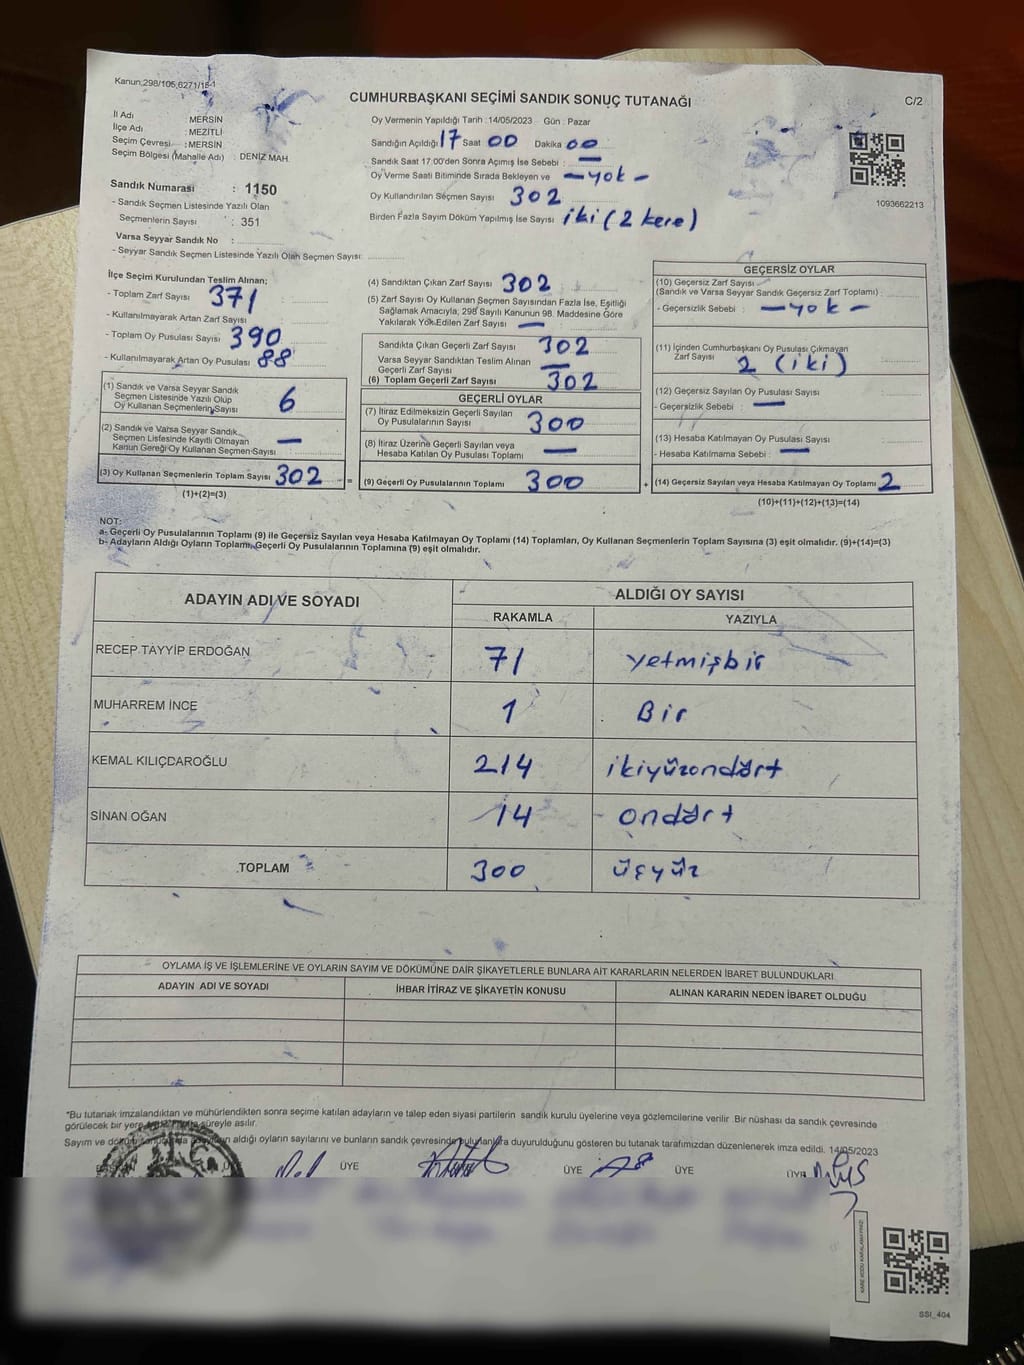 Kanun;298/105,6271/15-1
CUMHURBAŞKANI SEÇİMİ SANDIK SONUÇ TUTANAĞI
C/2
İl Adı MERSİN
İlçe Adı : MEZİTLİ
Seçim Çevresi : MERSİN
Seçim Bölgesi (Mahalle Adı) : DENİZ MAH.
Oy Vermenin Yapıldığı Tarih : 14/05/2023 Gün : Pazar
Sandığın Açıldığı 17 Saat 00 Dakika 00
Sandık Saat 17:00'den Sonra Açımış İse Sebebi : —
Oy Verme Saati Bitiminde Sırada Bekleyen ve — yok —
Oy Kullandırılan Seçmen Sayısı 302
Birden Fazla Sayım Döküm Yapılmış İse Sayısı iki (2 kere)
1093662213
Sandık Numarası : 1150
- Sandık Seçmen Listesinde Yazılı Olan
Seçmenlerin Sayısı : 351
Varsa Seyyar Sandık No :
- Seyyar Sandık Seçmen Listesinde Yazılı Olan Seçmen Sayısı:
İlçe Seçim Kurulundan Teslim Alınan;
- Toplam Zarf Sayısı 371
- Kullanılmayarak Artan Zarf Sayısı
- Toplam Oy Pusulası Sayısı 390
- Kullanılmayarak Artan Oy Pusulası 88
(1) Sandık ve Varsa Seyyar Sandık
Seçmen Listesinde Yazılı Olup
Oy Kullanan Seçmenlerin Sayısı 6
(2) Sandık ve Varsa Seyyar Sandık
Seçmen Listesinde Kayıtlı Olmayan
Kanun Gereği Oy Kullanan Seçmen Sayısı —
(3) Oy Kullanan Seçmenlerin Toplam Sayısı 302 =
(1)+(2)=(3)
(4) Sandıktan Çıkan Zarf Sayısı 302
(5) Zarf Sayısı Oy Kullanan Seçmen Sayısından Fazla İse, Eşitliği
Sağlamak Amacıyla, 298 Sayılı Kanunun 98. Maddesine Göre
Yakılarak Yok Edilen Zarf Sayısı : —
Sandıkta Çıkan Geçerli Zarf Sayısı 302
Varsa Seyyar Sandıktan Teslim Alınan
Geçerli Zarf Sayısı —
(6) Toplam Geçerli Zarf Sayısı 302
GEÇERLİ OYLAR
(7) İtiraz Edilmeksizin Geçerli Sayılan
Oy Pusulalarının Sayısı 300
(8) İtiraz Üzerine Geçerli Sayılan veya
Hesaba Katılan Oy Pusulası Toplamı —
(9) Geçerli Oy Pusulalarının Toplamı 300 +
GEÇERSİZ OYLAR
(10) Geçersiz Zarf Sayısı
(Sandık ve Varsa Seyyar Sandık Geçersiz Zarf Toplamı)
- Geçersizlik Sebebi : — yok —
(11) İçinden Cumhurbaşkanı Oy Pusulası Çıkmayan
Zarf Sayısı 2 (iki)
(12) Geçersiz Sayılan Oy Pusulası Sayısı
- Geçersizlik Sebebi : —
(13) Hesaba Katılmayan Oy Pusulası Sayısı
- Hesaba Katılmama Sebebi : —
(14) Geçersiz Sayılan veya Hesaba Katılmayan Oy Toplamı 2
(10)+(11)+(12)+(13)=(14)
NOT:
a- Geçerli Oy Pusulalarının Toplamı (9) ile Geçersiz Sayılan veya Hesaba Katılmayan Oy Toplamı (14) Toplamları, Oy Kullanan Seçmenlerin Toplam Sayısına (3) eşit olmalıdır. (9)+(14)=(3)
b- Adayların Aldığı Oyların Toplamı, Geçerli Oy Pusulalarının Toplamına (9) eşit olmalıdır.
ADAYIN ADI VE SOYADI
ALDIĞI OY SAYISI
RAKAMLA YAZIYLA
RECEP TAYYİP ERDOĞAN 71 yetmişbir
MUHARREM İNCE 1 Bir
KEMAL KILIÇDAROĞLU 214 ikiyüzondört
SİNAN OĞAN 14 ondört
TOPLAM 300 üçyüz
OYLAMA İŞ VE İŞLEMLERİNE VE OYLARIN SAYIM VE DÖKÜMÜNE DAİR ŞİKAYETLERLE BUNLARA AİT KARARLARIN NELERDEN İBARET BULUNDUKLARI
ADAYIN ADI VE SOYADI İHBAR İTİRAZ VE ŞİKAYETİN KONUSU ALINAN KARARIN NEDEN İBARET OLDUĞU
*Bu tutanak imzalandıktan ve mühürlendikten sonra seçime katılan adayların ve talep eden siyasi partilerin sandık kurulu üyelerine veya gözlemcilerine verilir Bir nüshası da sandık çevresinde
görülecek bir yere süreyle asılır.
Sayım ve aldığı oyların sayılarını ve bunların sandık çevresinde duyurulduğunu gösteren bu tutanak tarafımızdan düzenlenerek imza edildi. 14/05/2023
ÜYE ÜYE ÜYE ÜYE
SSI_404